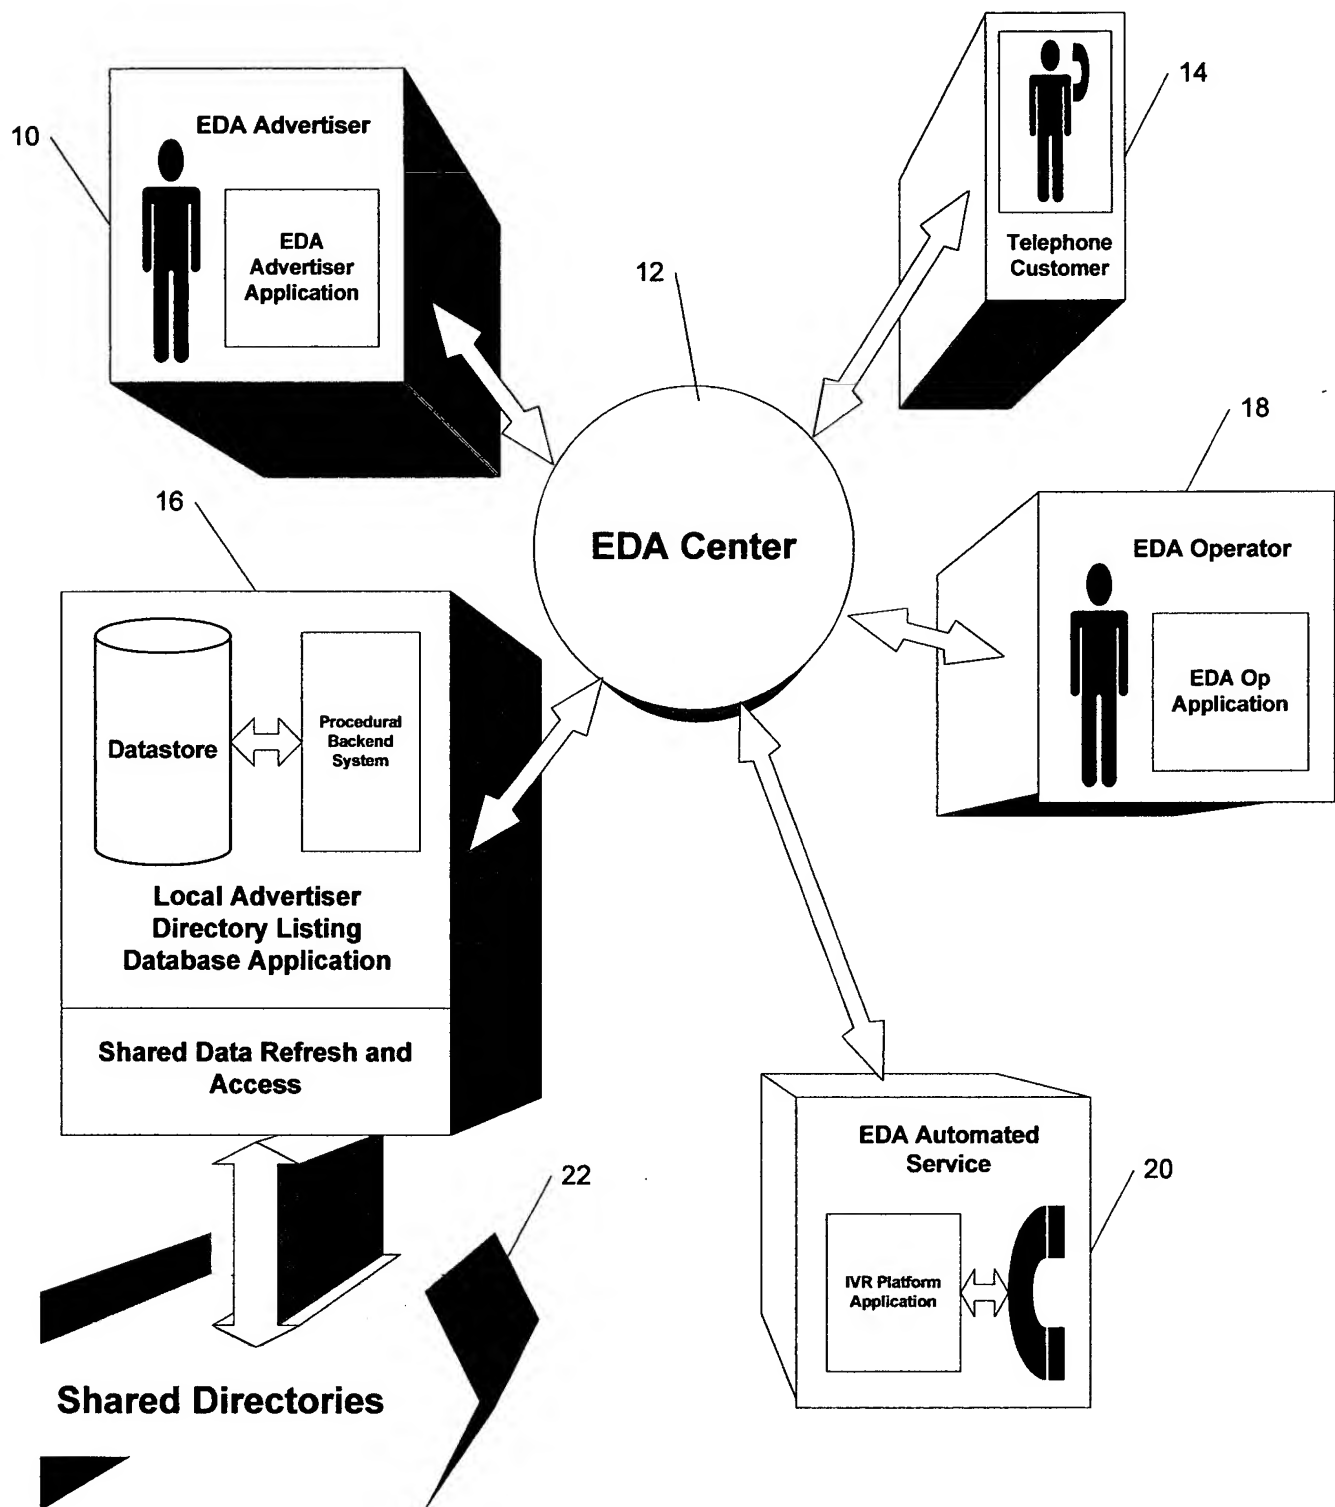 10
EDA Advertiser
EDA
Advertiser
Application
14
Telephone
Customer
12
EDA Center
18
EDA Operator
EDA Op
Application
16
Datastore
Procedural
Backend
System
Local Advertiser
Directory Listing
Database Application
Shared Data Refresh and
Access
22
Shared Directories
EDA Automated
Service
20
IVR Platform
Application